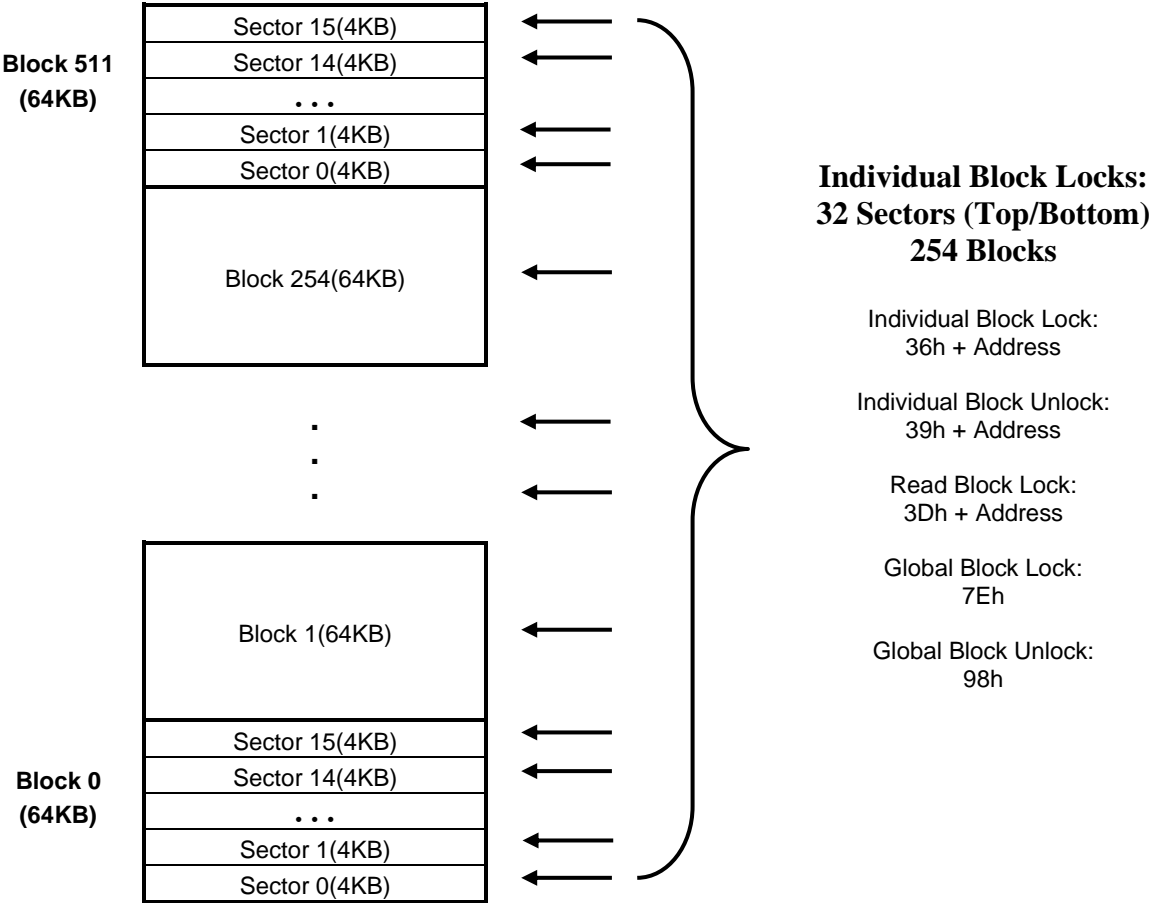 Block 511
(64KB)
Sector 15(4KB)
Sector 14(4KB)
. . .
Sector 1(4KB)
Sector 0(4KB)
Block 254(64KB)
.
.
.
Block 1(64KB)
Block 0
(64KB)
Sector 15(4KB)
Sector 14(4KB)
. . .
Sector 1(4KB)
Sector 0(4KB)
Individual Block Locks:
32 Sectors (Top/Bottom)
254 Blocks
Individual Block Lock:
36h + Address
Individual Block Unlock:
39h + Address
Read Block Lock:
3Dh + Address
Global Block Lock:
7Eh
Global Block Unlock:
98h